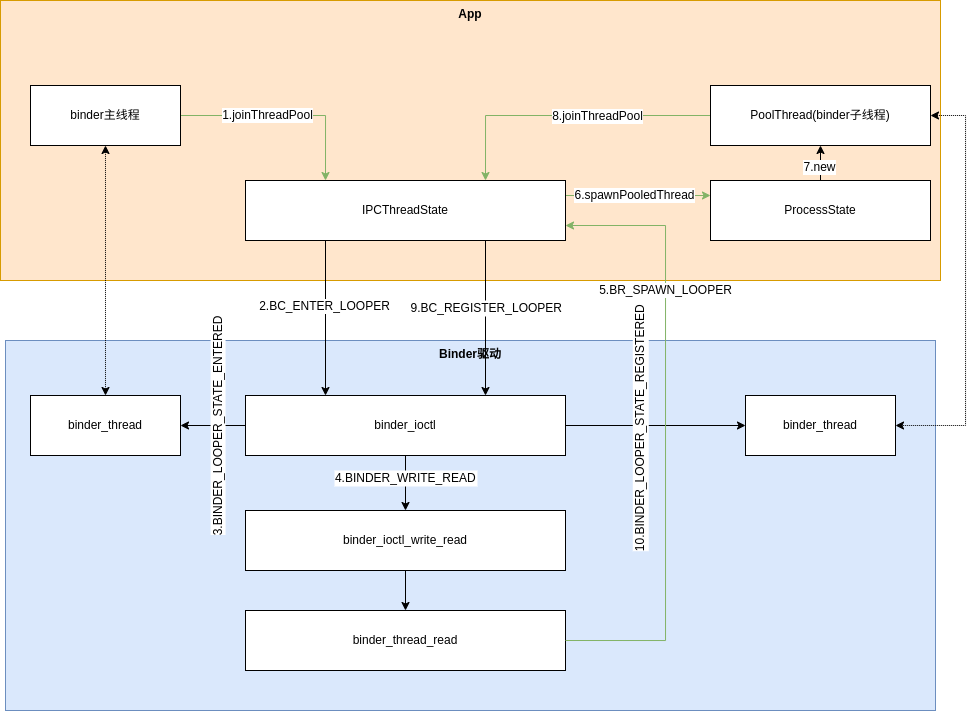 App
binder主线程
1.joinThreadPool
8.joinThreadPool
PoolThread(binder子线程)
7.new
IPCThreadState
6.spawnPooledThread
ProcessState
5.BR_SPAWN_LOOPER
2.BC_ENTER_LOOPER
9.BC_REGISTER_LOOPER
Binder驱动
3.BINDER_LOOPER_STATE_ENTERED
10.BINDER_LOOPER_STATE_REGISTERED
binder_thread
binder_ioctl
binder_thread
4.BINDER_WRITE_READ
binder_ioctl_write_read
binder_thread_read